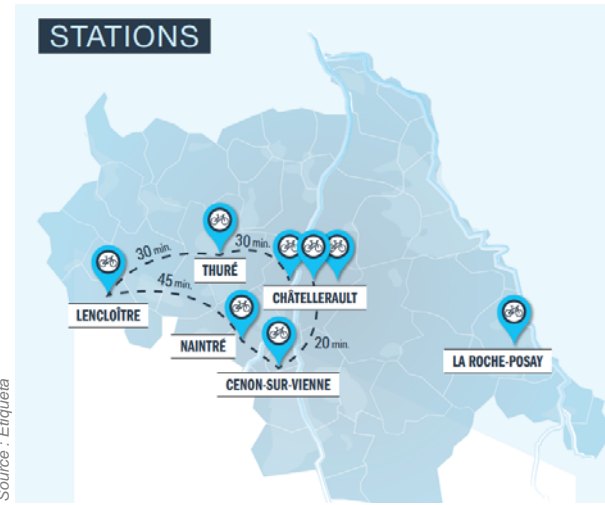 STATIONS
30 min.
30 min.
THURÉ
45 min.
CHÂTELLERAULT
LENCLOÎTRE
NAINTRÉ
20 min.
LA ROCHE-POSAY
CENON-SUR-VIENNE
Source : Etiqueta